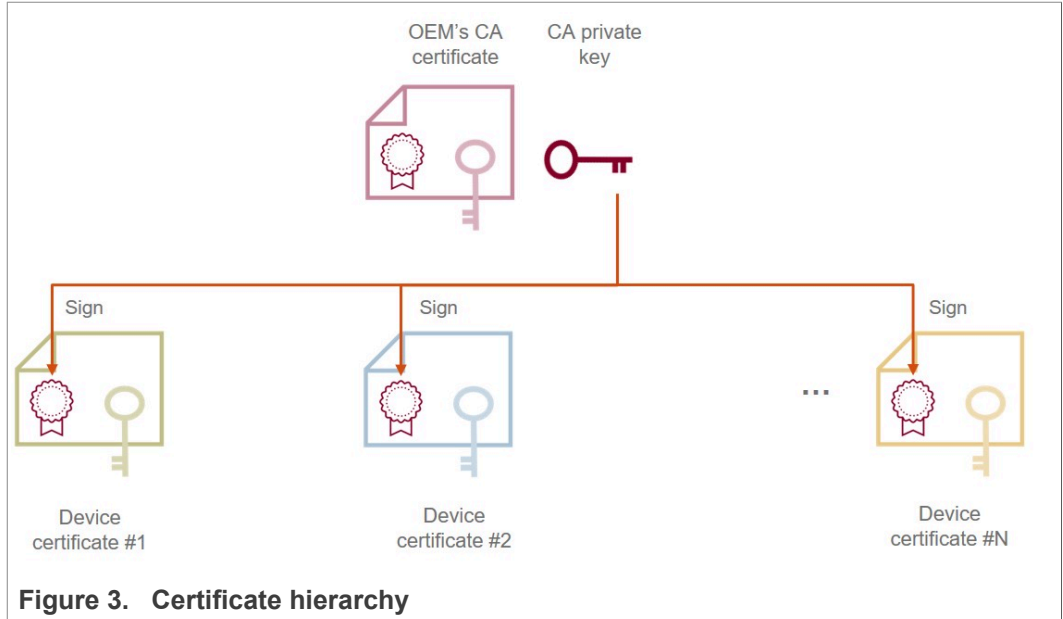 OEM's CA
certificate
CA private
key
Sign
Sign
Sign
...
Device
certificate #1
Device
certificate #2
Device
certificate #N
Figure 3. Certificate hierarchy